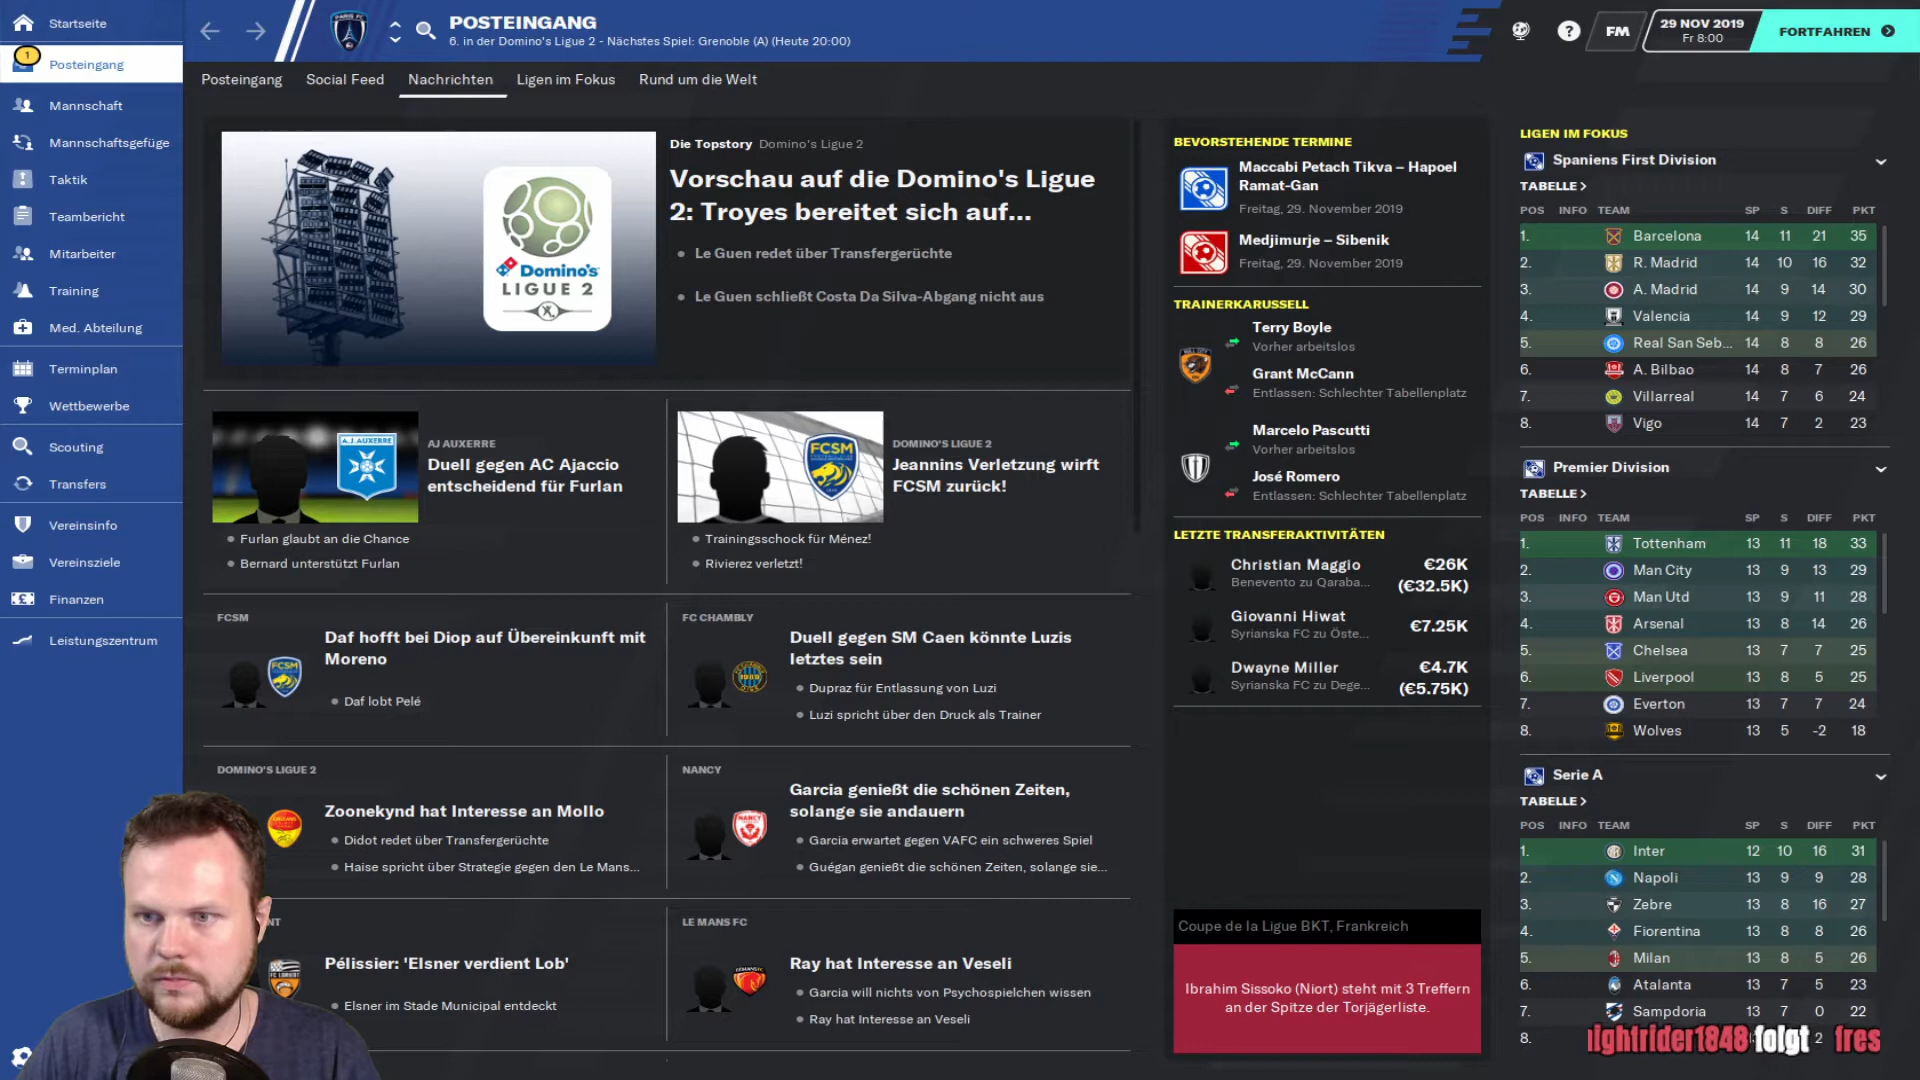 Startseite
1
Posteingang
Mannschaft
Mannschaftsgefüge
Taktik
Teambericht
Mitarbeiter
Training
Med. Abteilung
Terminplan
Wettbewerbe
Scouting
Transfers
Vereinsinfo
Vereinsziele
Finanzen
Leistungszentrum
POSTEINGANG
6. in der Domino's Ligue 2 - Nächstes Spiel: Grenoble (A) (Heute 20:00)
FM
29 NOV 2019
Fr 8:00
FORTFAHREN
Posteingang Social Feed Nachrichten Ligen im Fokus Rund um die Welt
Domino's
LIGUE 2
Die Topstory Domino's Ligue 2
Vorschau auf die Domino's Ligue
2: Troyes bereitet sich auf...
Le Guen redet über Transfergerüchte
Le Guen schließt Costa Da Silva-Abgang nicht aus
A.J. AUXERRE
AJ AUXERRE
Duell gegen AC Ajaccio
entscheidend für Furlan
Furlan glaubt an die Chance
Bernard unterstützt Furlan
FCSM
DOMINO'S LIGUE 2
Jeannins Verletzung wirft
FCSM zurück!
Trainingsschock für Ménez!
Rivierez verletzt!
FCSM
Daf hofft bei Diop auf Übereinkunft mit
Moreno
Daf lobt Pelé
FC CHAMBLY
Duell gegen SM Caen könnte Luzis
letztes sein
Dupraz für Entlassung von Luzi
Luzi spricht über den Druck als Trainer
DOMINO'S LIGUE 2
Zoonekynd hat Interesse an Mollo
Didot redet über Transfergerüchte
Haise spricht über Strategie gegen den Le Mans...
NANCY
Garcia genießt die schönen Zeiten,
solange sie andauern
Garcia erwartet gegen VAFC ein schweres Spiel
Guégan genießt die schönen Zeiten, solange sie...
NT
Pélissier: 'Elsner verdient Lob'
Elsner im Stade Municipal entdeckt
LE MANS FC
Ray hat Interesse an Veseli
Garcia will nichts von Psychospielchen wissen
Ray hat Interesse an Veseli
BEVORSTEHENDE TERMINE
Maccabi Petach Tikva – Hapoel
Ramat-Gan
Freitag, 29. November 2019
Medjimurje – Sibenik
Freitag, 29. November 2019
TRAINERKARUSSELL
Terry Boyle
Vorher arbeitslos
Grant McCann
Entlassen: Schlechter Tabellenplatz
Marcelo Pascutti
Vorher arbeitslos
José Romero
Entlassen: Schlechter Tabellenplatz
LETZTE TRANSFERAKTIVITÄTEN
Christian Maggio €26K
Benevento zu Qaraba... (€32.5K)
Giovanni Hiwat €7.25K
Syrianska FC zu Öste...
Dwayne Miller €4.7K
Syrianska FC zu Dege... (€5.75K)
Coupe de la Ligue BKT, Frankreich
Ibrahim Sissoko (Niort) steht mit 3 Treffern
an der Spitze der Torjägerliste.
LIGEN IM FOKUS
Spaniens First Division
TABELLE >
POS INFO TEAM SP S DIFF PKT
1. Barcelona 14 11 21 35
2. R. Madrid 14 10 16 32
3. A. Madrid 14 9 14 30
4. Valencia 14 9 12 29
5. Real San Seb... 14 8 8 26
6. A. Bilbao 14 8 7 26
7. Villarreal 14 7 6 24
8. Vigo 14 7 2 23
Premier Division
TABELLE >
POS INFO TEAM SP S DIFF PKT
1. Tottenham 13 11 18 33
2. Man City 13 9 13 29
3. Man Utd 13 9 11 28
4. Arsenal 13 8 14 26
5. Chelsea 13 7 7 25
6. Liverpool 13 8 5 25
7. Everton 13 7 7 24
8. Wolves 13 5 -2 18
Serie A
TABELLE >
POS INFO TEAM SP S DIFF PKT
1. Inter 12 10 16 31
2. Napoli 13 9 9 28
3. Zebre 13 8 16 27
4. Fiorentina 13 8 8 26
5. Milan 13 8 5 26
6. Atalanta 13 7 5 23
7. Sampdoria 13 7 0 22
8. 2
ightrider1848 folgt fres